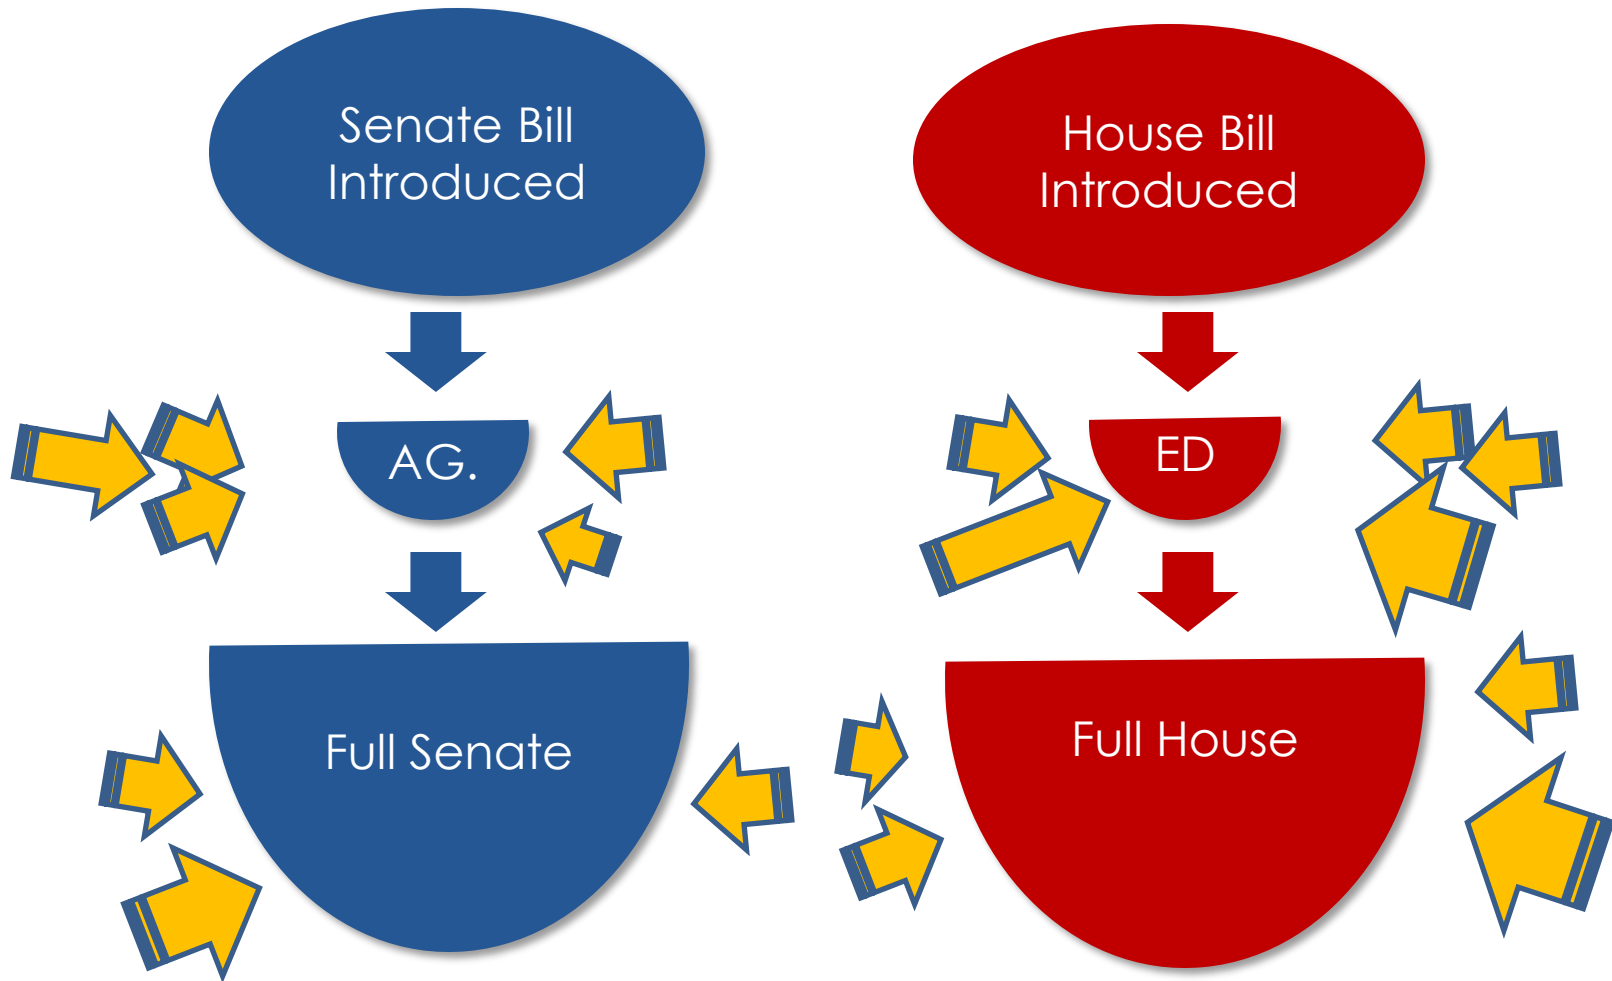 Senate Bill
Introduced
House Bill
Introduced
AG.
ED
Full Senate
Full House